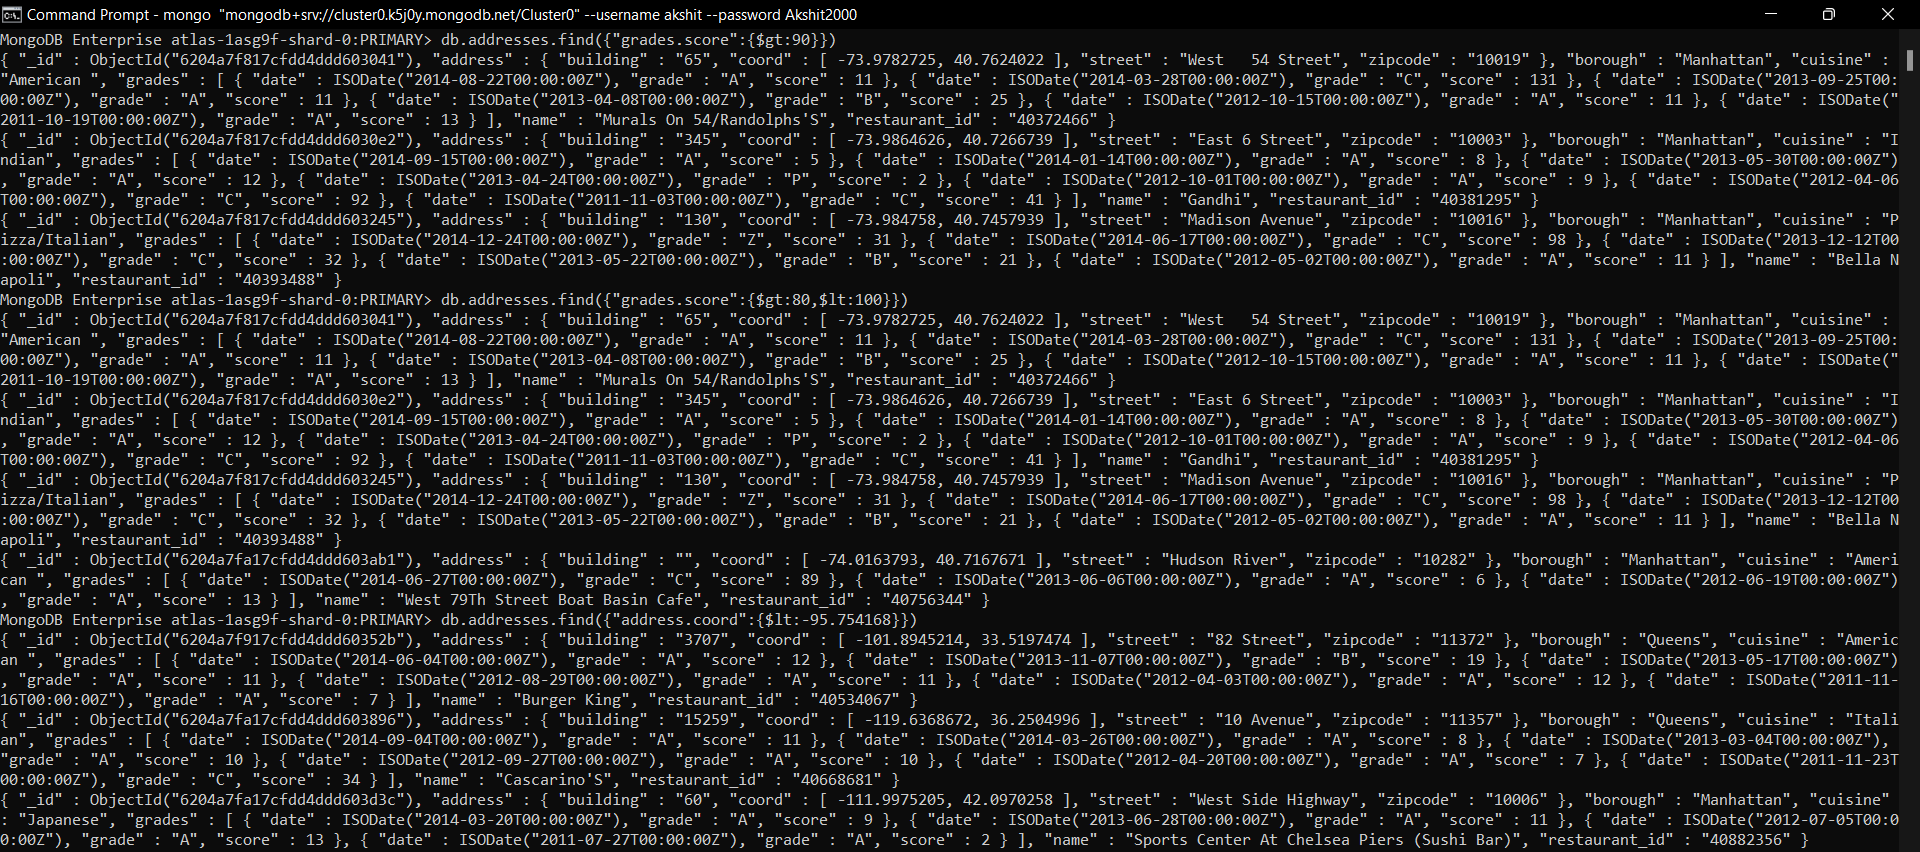 Command Prompt - mongo  "mongodb+srv://cluster0.k5j0y.mongodb.net/Cluster0" --username akshit --password Akshit2000
MongoDB Enterprise atlas-1asg9f-shard-0:PRIMARY> db.addresses.find({"grades.score":{$gt:90}})
{ "_id" : ObjectId("6204a7f817cfdd4ddd603041"), "address" : { "building" : "65", "coord" : [ -73.9782725, 40.7624022 ], "street" : "West   54 Street", "zipcode" : "10019" }, "borough" : "Manhattan", "cuisine" :
"American ", "grades" : [ { "date" : ISODate("2014-08-22T00:00:00Z"), "grade" : "A", "score" : 11 }, { "date" : ISODate("2014-03-28T00:00:00Z"), "grade" : "C", "score" : 131 }, { "date" : ISODate("2013-09-25T00:
00:00Z"), "grade" : "A", "score" : 11 }, { "date" : ISODate("2013-04-08T00:00:00Z"), "grade" : "B", "score" : 25 }, { "date" : ISODate("2012-10-15T00:00:00Z"), "grade" : "A", "score" : 11 }, { "date" : ISODate("
2011-10-19T00:00:00Z"), "grade" : "A", "score" : 13 } ], "name" : "Murals On 54/Randolphs'S", "restaurant_id" : "40372466" }
{ "_id" : ObjectId("6204a7f817cfdd4ddd6030e2"), "address" : { "building" : "345", "coord" : [ -73.9864626, 40.7266739 ], "street" : "East 6 Street", "zipcode" : "10003" }, "borough" : "Manhattan", "cuisine" : "I
ndian", "grades" : [ { "date" : ISODate("2014-09-15T00:00:00Z"), "grade" : "A", "score" : 5 }, { "date" : ISODate("2014-01-14T00:00:00Z"), "grade" : "A", "score" : 8 }, { "date" : ISODate("2013-05-30T00:00:00Z")
, "grade" : "A", "score" : 12 }, { "date" : ISODate("2013-04-24T00:00:00Z"), "grade" : "P", "score" : 2 }, { "date" : ISODate("2012-10-01T00:00:00Z"), "grade" : "A", "score" : 9 }, { "date" : ISODate("2012-04-06
T00:00:00Z"), "grade" : "C", "score" : 92 }, { "date" : ISODate("2011-11-03T00:00:00Z"), "grade" : "C", "score" : 41 } ], "name" : "Gandhi", "restaurant_id" : "40381295" }
{ "_id" : ObjectId("6204a7f817cfdd4ddd603245"), "address" : { "building" : "130", "coord" : [ -73.984758, 40.7457939 ], "street" : "Madison Avenue", "zipcode" : "10016" }, "borough" : "Manhattan", "cuisine" : "P
izza/Italian", "grades" : [ { "date" : ISODate("2014-12-24T00:00:00Z"), "grade" : "Z", "score" : 31 }, { "date" : ISODate("2014-06-17T00:00:00Z"), "grade" : "C", "score" : 98 }, { "date" : ISODate("2013-12-12T00
:00:00Z"), "grade" : "C", "score" : 32 }, { "date" : ISODate("2013-05-22T00:00:00Z"), "grade" : "B", "score" : 21 }, { "date" : ISODate("2012-05-02T00:00:00Z"), "grade" : "A", "score" : 11 } ], "name" : "Bella N
apoli", "restaurant_id" : "40393488" }
MongoDB Enterprise atlas-1asg9f-shard-0:PRIMARY> db.addresses.find({"grades.score":{$gt:80,$lt:100}})
{ "_id" : ObjectId("6204a7f817cfdd4ddd603041"), "address" : { "building" : "65", "coord" : [ -73.9782725, 40.7624022 ], "street" : "West   54 Street", "zipcode" : "10019" }, "borough" : "Manhattan", "cuisine" :
"American ", "grades" : [ { "date" : ISODate("2014-08-22T00:00:00Z"), "grade" : "A", "score" : 11 }, { "date" : ISODate("2014-03-28T00:00:00Z"), "grade" : "C", "score" : 131 }, { "date" : ISODate("2013-09-25T00:
00:00Z"), "grade" : "A", "score" : 11 }, { "date" : ISODate("2013-04-08T00:00:00Z"), "grade" : "B", "score" : 25 }, { "date" : ISODate("2012-10-15T00:00:00Z"), "grade" : "A", "score" : 11 }, { "date" : ISODate("
2011-10-19T00:00:00Z"), "grade" : "A", "score" : 13 } ], "name" : "Murals On 54/Randolphs'S", "restaurant_id" : "40372466" }
{ "_id" : ObjectId("6204a7f817cfdd4ddd6030e2"), "address" : { "building" : "345", "coord" : [ -73.9864626, 40.7266739 ], "street" : "East 6 Street", "zipcode" : "10003" }, "borough" : "Manhattan", "cuisine" : "I
ndian", "grades" : [ { "date" : ISODate("2014-09-15T00:00:00Z"), "grade" : "A", "score" : 5 }, { "date" : ISODate("2014-01-14T00:00:00Z"), "grade" : "A", "score" : 8 }, { "date" : ISODate("2013-05-30T00:00:00Z")
, "grade" : "A", "score" : 12 }, { "date" : ISODate("2013-04-24T00:00:00Z"), "grade" : "P", "score" : 2 }, { "date" : ISODate("2012-10-01T00:00:00Z"), "grade" : "A", "score" : 9 }, { "date" : ISODate("2012-04-06
T00:00:00Z"), "grade" : "C", "score" : 92 }, { "date" : ISODate("2011-11-03T00:00:00Z"), "grade" : "C", "score" : 41 } ], "name" : "Gandhi", "restaurant_id" : "40381295" }
{ "_id" : ObjectId("6204a7f817cfdd4ddd603245"), "address" : { "building" : "130", "coord" : [ -73.984758, 40.7457939 ], "street" : "Madison Avenue", "zipcode" : "10016" }, "borough" : "Manhattan", "cuisine" : "P
izza/Italian", "grades" : [ { "date" : ISODate("2014-12-24T00:00:00Z"), "grade" : "Z", "score" : 31 }, { "date" : ISODate("2014-06-17T00:00:00Z"), "grade" : "C", "score" : 98 }, { "date" : ISODate("2013-12-12T00
:00:00Z"), "grade" : "C", "score" : 32 }, { "date" : ISODate("2013-05-22T00:00:00Z"), "grade" : "B", "score" : 21 }, { "date" : ISODate("2012-05-02T00:00:00Z"), "grade" : "A", "score" : 11 } ], "name" : "Bella N
apoli", "restaurant_id" : "40393488" }
{ "_id" : ObjectId("6204a7fa17cfdd4ddd603ab1"), "address" : { "building" : "", "coord" : [ -74.0163793, 40.7167671 ], "street" : "Hudson River", "zipcode" : "10282" }, "borough" : "Manhattan", "cuisine" : "Ameri
can ", "grades" : [ { "date" : ISODate("2014-06-27T00:00:00Z"), "grade" : "C", "score" : 89 }, { "date" : ISODate("2013-06-06T00:00:00Z"), "grade" : "A", "score" : 6 }, { "date" : ISODate("2012-06-19T00:00:00Z")
, "grade" : "A", "score" : 13 } ], "name" : "West 79Th Street Boat Basin Cafe", "restaurant_id" : "40756344" }
MongoDB Enterprise atlas-1asg9f-shard-0:PRIMARY> db.addresses.find({"address.coord":{$lt:-95.754168}})
{ "_id" : ObjectId("6204a7f917cfdd4ddd60352b"), "address" : { "building" : "3707", "coord" : [ -101.8945214, 33.5197474 ], "street" : "82 Street", "zipcode" : "11372" }, "borough" : "Queens", "cuisine" : "Americ
an ", "grades" : [ { "date" : ISODate("2014-06-04T00:00:00Z"), "grade" : "A", "score" : 12 }, { "date" : ISODate("2013-11-07T00:00:00Z"), "grade" : "B", "score" : 19 }, { "date" : ISODate("2013-05-17T00:00:00Z")
, "grade" : "A", "score" : 11 }, { "date" : ISODate("2012-08-29T00:00:00Z"), "grade" : "A", "score" : 11 }, { "date" : ISODate("2012-04-03T00:00:00Z"), "grade" : "A", "score" : 12 }, { "date" : ISODate("2011-11-
16T00:00:00Z"), "grade" : "A", "score" : 7 } ], "name" : "Burger King", "restaurant_id" : "40534067" }
{ "_id" : ObjectId("6204a7fa17cfdd4ddd603896"), "address" : { "building" : "15259", "coord" : [ -119.6368672, 36.2504996 ], "street" : "10 Avenue", "zipcode" : "11357" }, "borough" : "Queens", "cuisine" : "Itali
an", "grades" : [ { "date" : ISODate("2014-09-04T00:00:00Z"), "grade" : "A", "score" : 11 }, { "date" : ISODate("2014-03-26T00:00:00Z"), "grade" : "A", "score" : 8 }, { "date" : ISODate("2013-03-04T00:00:00Z"),
"grade" : "A", "score" : 10 }, { "date" : ISODate("2012-09-27T00:00:00Z"), "grade" : "A", "score" : 10 }, { "date" : ISODate("2012-04-20T00:00:00Z"), "grade" : "A", "score" : 7 }, { "date" : ISODate("2011-11-23T
00:00:00Z"), "grade" : "C", "score" : 34 } ], "name" : "Cascarino'S", "restaurant_id" : "40668681" }
{ "_id" : ObjectId("6204a7fa17cfdd4ddd603d3c"), "address" : { "building" : "60", "coord" : [ -111.9975205, 42.0970258 ], "street" : "West Side Highway", "zipcode" : "10006" }, "borough" : "Manhattan", "cuisine"
: "Japanese", "grades" : [ { "date" : ISODate("2014-03-20T00:00:00Z"), "grade" : "A", "score" : 9 }, { "date" : ISODate("2013-06-28T00:00:00Z"), "grade" : "A", "score" : 11 }, { "date" : ISODate("2012-07-05T00:0
0:00Z"), "grade" : "A", "score" : 13 }, { "date" : ISODate("2011-07-27T00:00:00Z"), "grade" : "A", "score" : 2 } ], "name" : "Sports Center At Chelsea Piers (Sushi Bar)", "restaurant_id" : "40882356" }